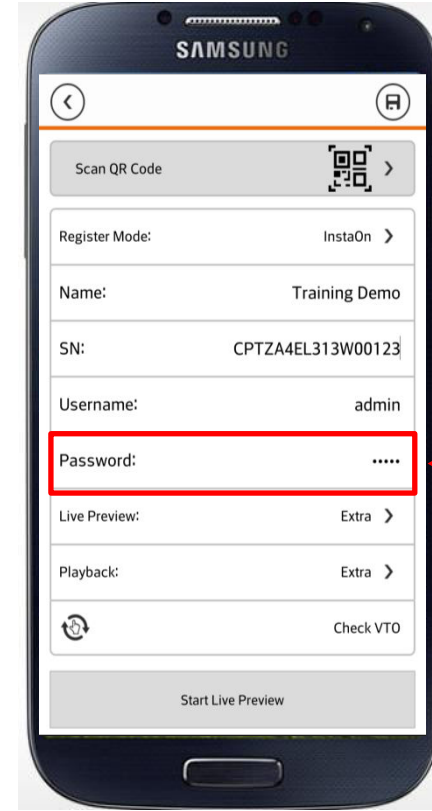 SAMSUNG
Scan QR Code
Register Mode: InstaOn
Name: Training Demo
SN: CPTZA4EL313W00123
Username: admin
Password: •••••
Live Preview: Extra
Playback: Extra
Check VTO
Start Live Preview